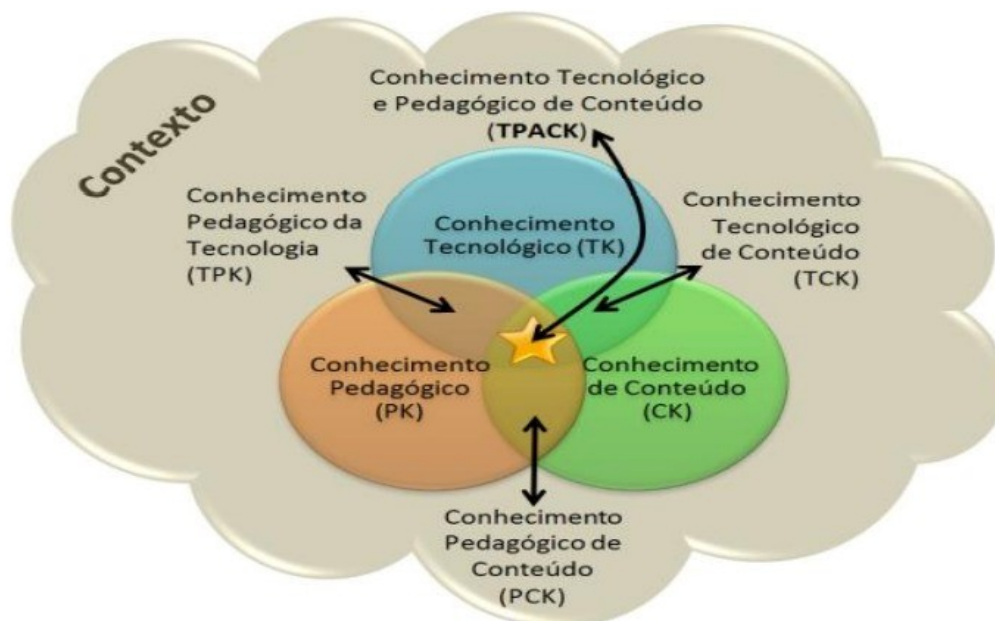 Contexto
Conhecimento Tecnológico
e Pedagógico de Conteúdo
(TPACK)
Conhecimento
Pedagógico da
Tecnologia
(TPK)
Conhecimento
Tecnológico (TK)
Conhecimento
Tecnológico
de Conteúdo
(TCK)
Conhecimento
Pedagógico
(PK)
Conhecimento
de Conteúdo
(CK)
Conhecimento
Pedagógico de
Conteúdo
(PCK)